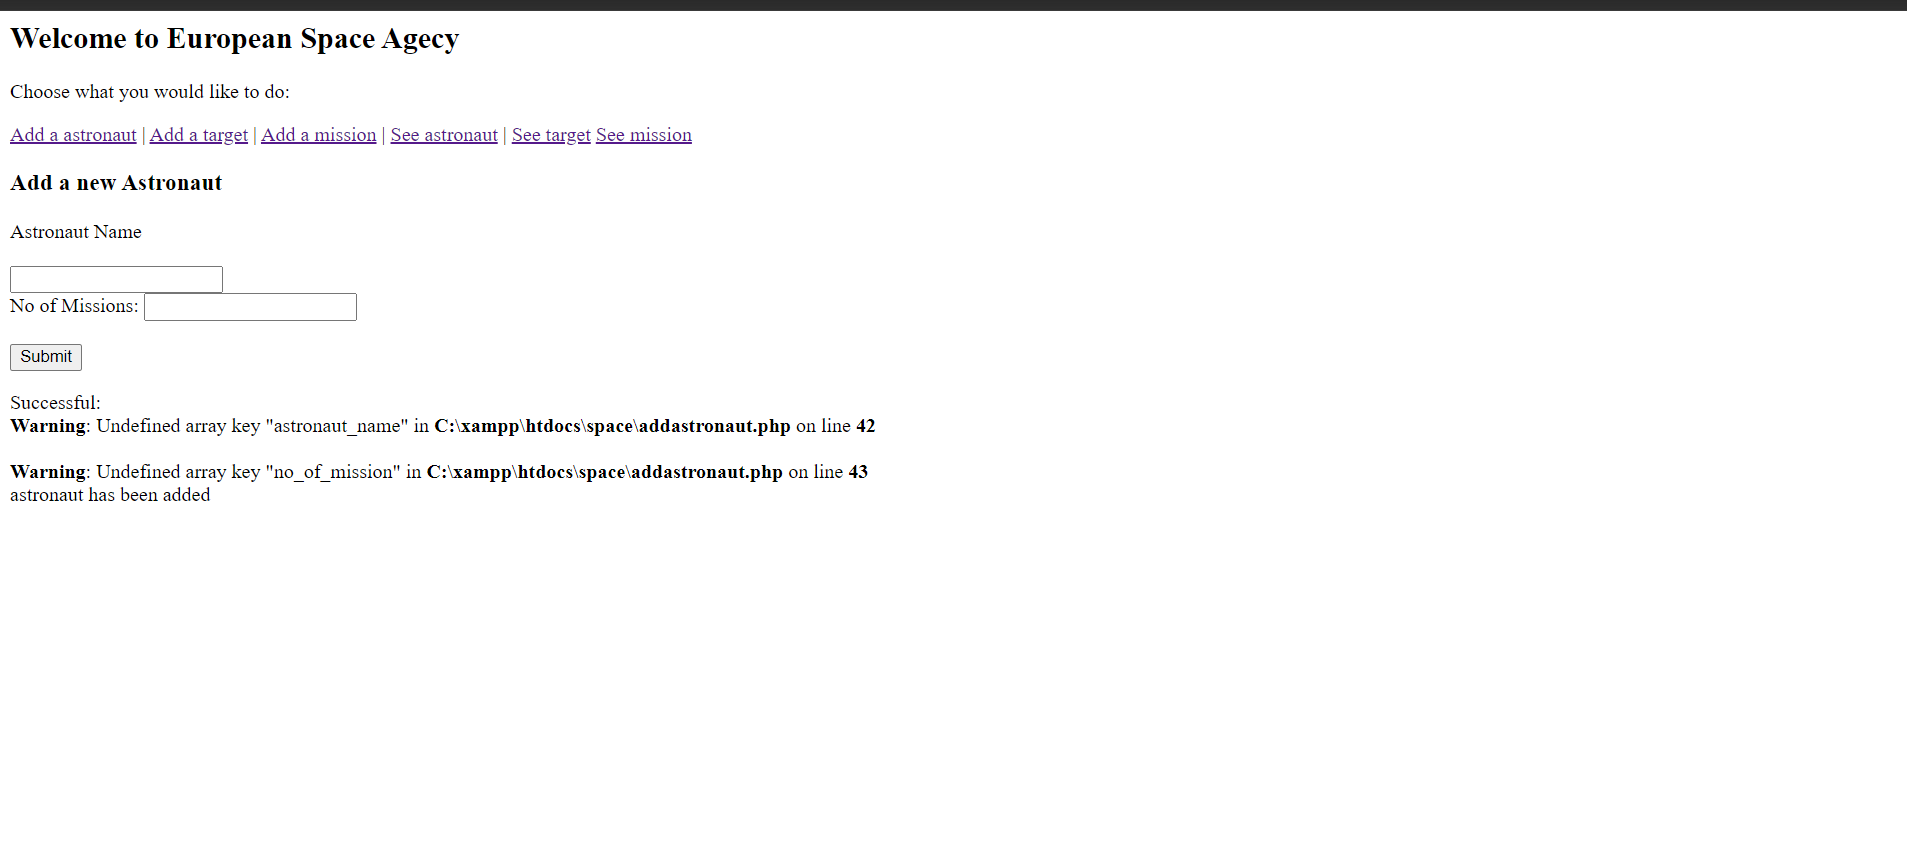 Welcome to European Space Agecy
Choose what you would like to do:
Add a astronaut | Add a target | Add a mission | See astronaut | See target See mission
Add a new Astronaut
Astronaut Name
No of Missions:
Submit
Successful:
Warning: Undefined array key "astronaut_name" in C:\xampp\htdocs\space\addastronaut.php on line 42
Warning: Undefined array key "no_of_mission" in C:\xampp\htdocs\space\addastronaut.php on line 43
astronaut has been added